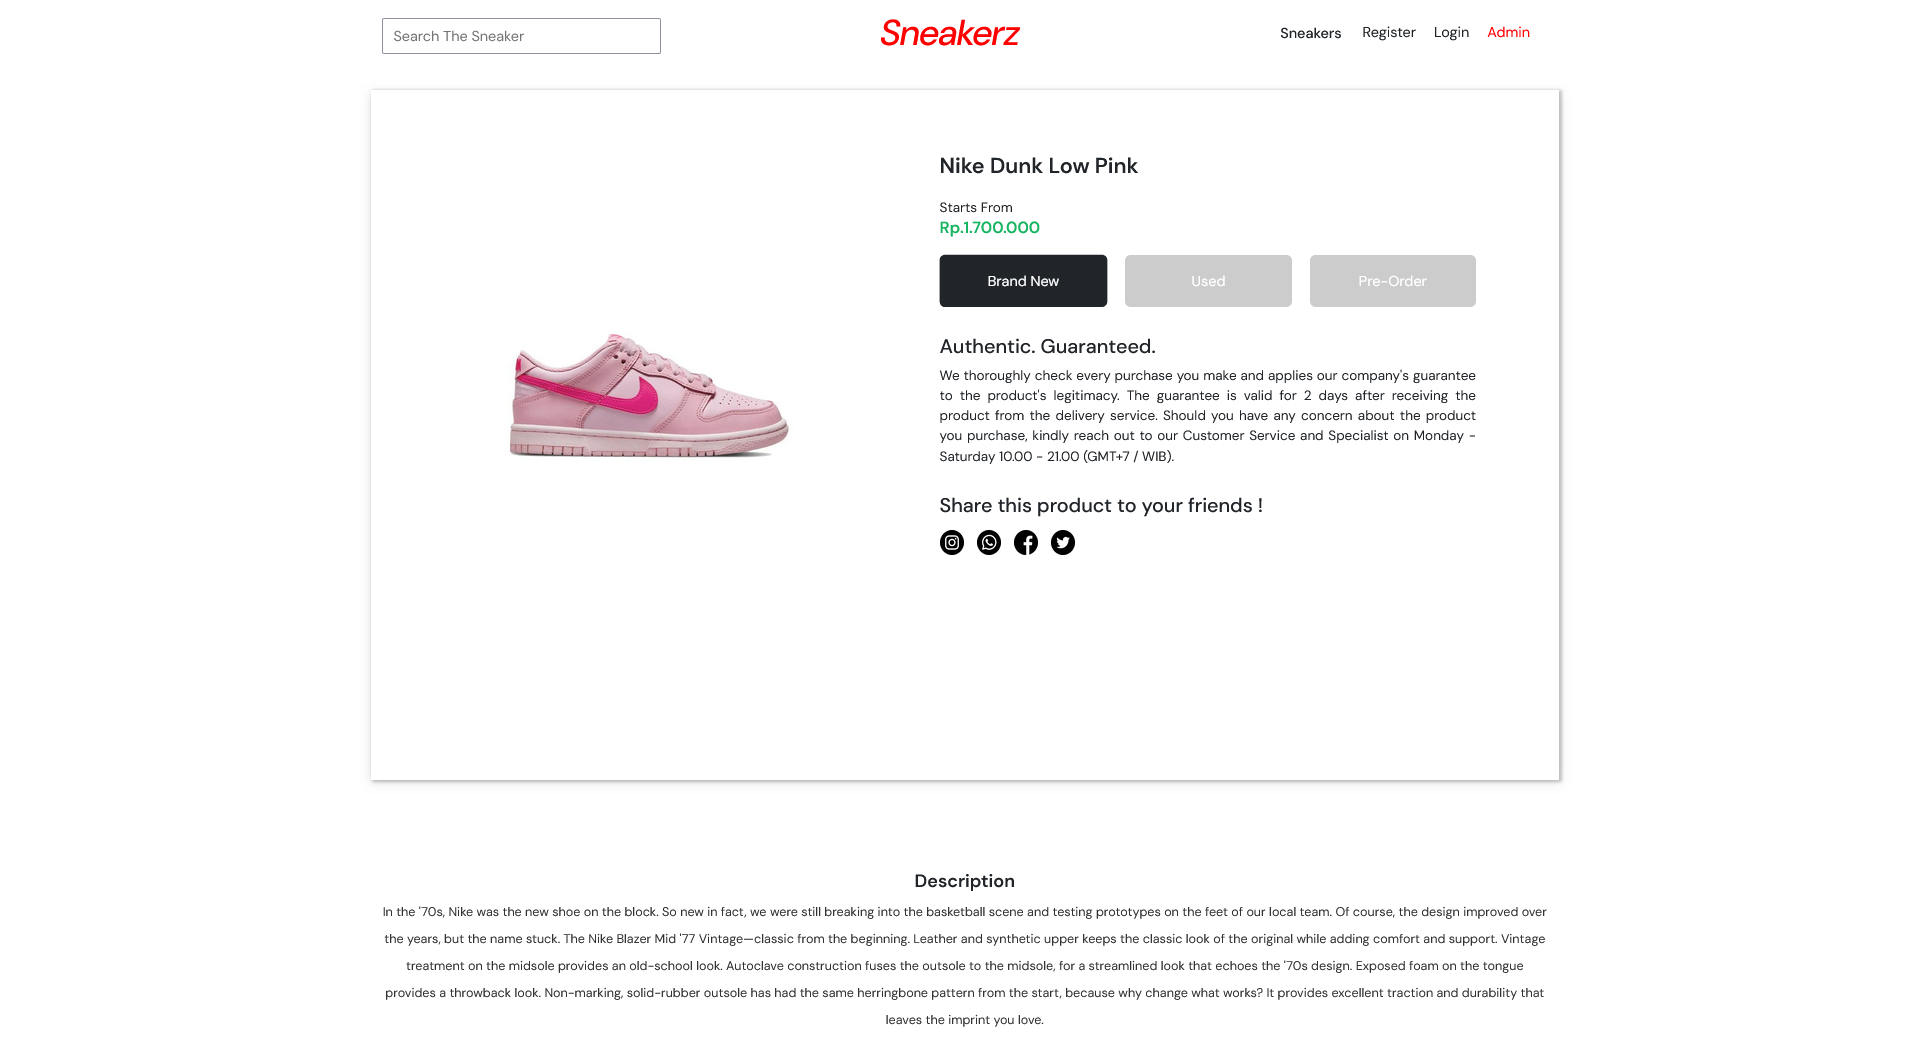 Search The Sneaker
Sneakerz
Sneakers
Register
Login
Admin
Nike Dunk Low Pink
Starts From
Rp.1.700.000
Brand New
Used
Pre-Order
Authentic. Guaranteed.
We thoroughly check every purchase you make and applies our company's guarantee
to the product's legitimacy. The guarantee is valid for 2 days after receiving the
product from the delivery service. Should you have any concern about the product
you purchase, kindly reach out to our Customer Service and Specialist on Monday -
Saturday 10.00 - 21.00 (GMT+7 / WIB).
Share this product to your friends !
Description
In the '70s, Nike was the new shoe on the block. So new in fact, we were still breaking into the basketball scene and testing prototypes on the feet of our local team. Of course, the design improved over
the years, but the name stuck. The Nike Blazer Mid '77 Vintage—classic from the beginning. Leather and synthetic upper keeps the classic look of the original while adding comfort and support. Vintage
treatment on the midsole provides an old-school look. Autoclave construction fuses the outsole to the midsole, for a streamlined look that echoes the '70s design. Exposed foam on the tongue
provides a throwback look. Non-marking, solid-rubber outsole has had the same herringbone pattern from the start, because why change what works? It provides excellent traction and durability that
leaves the imprint you love.